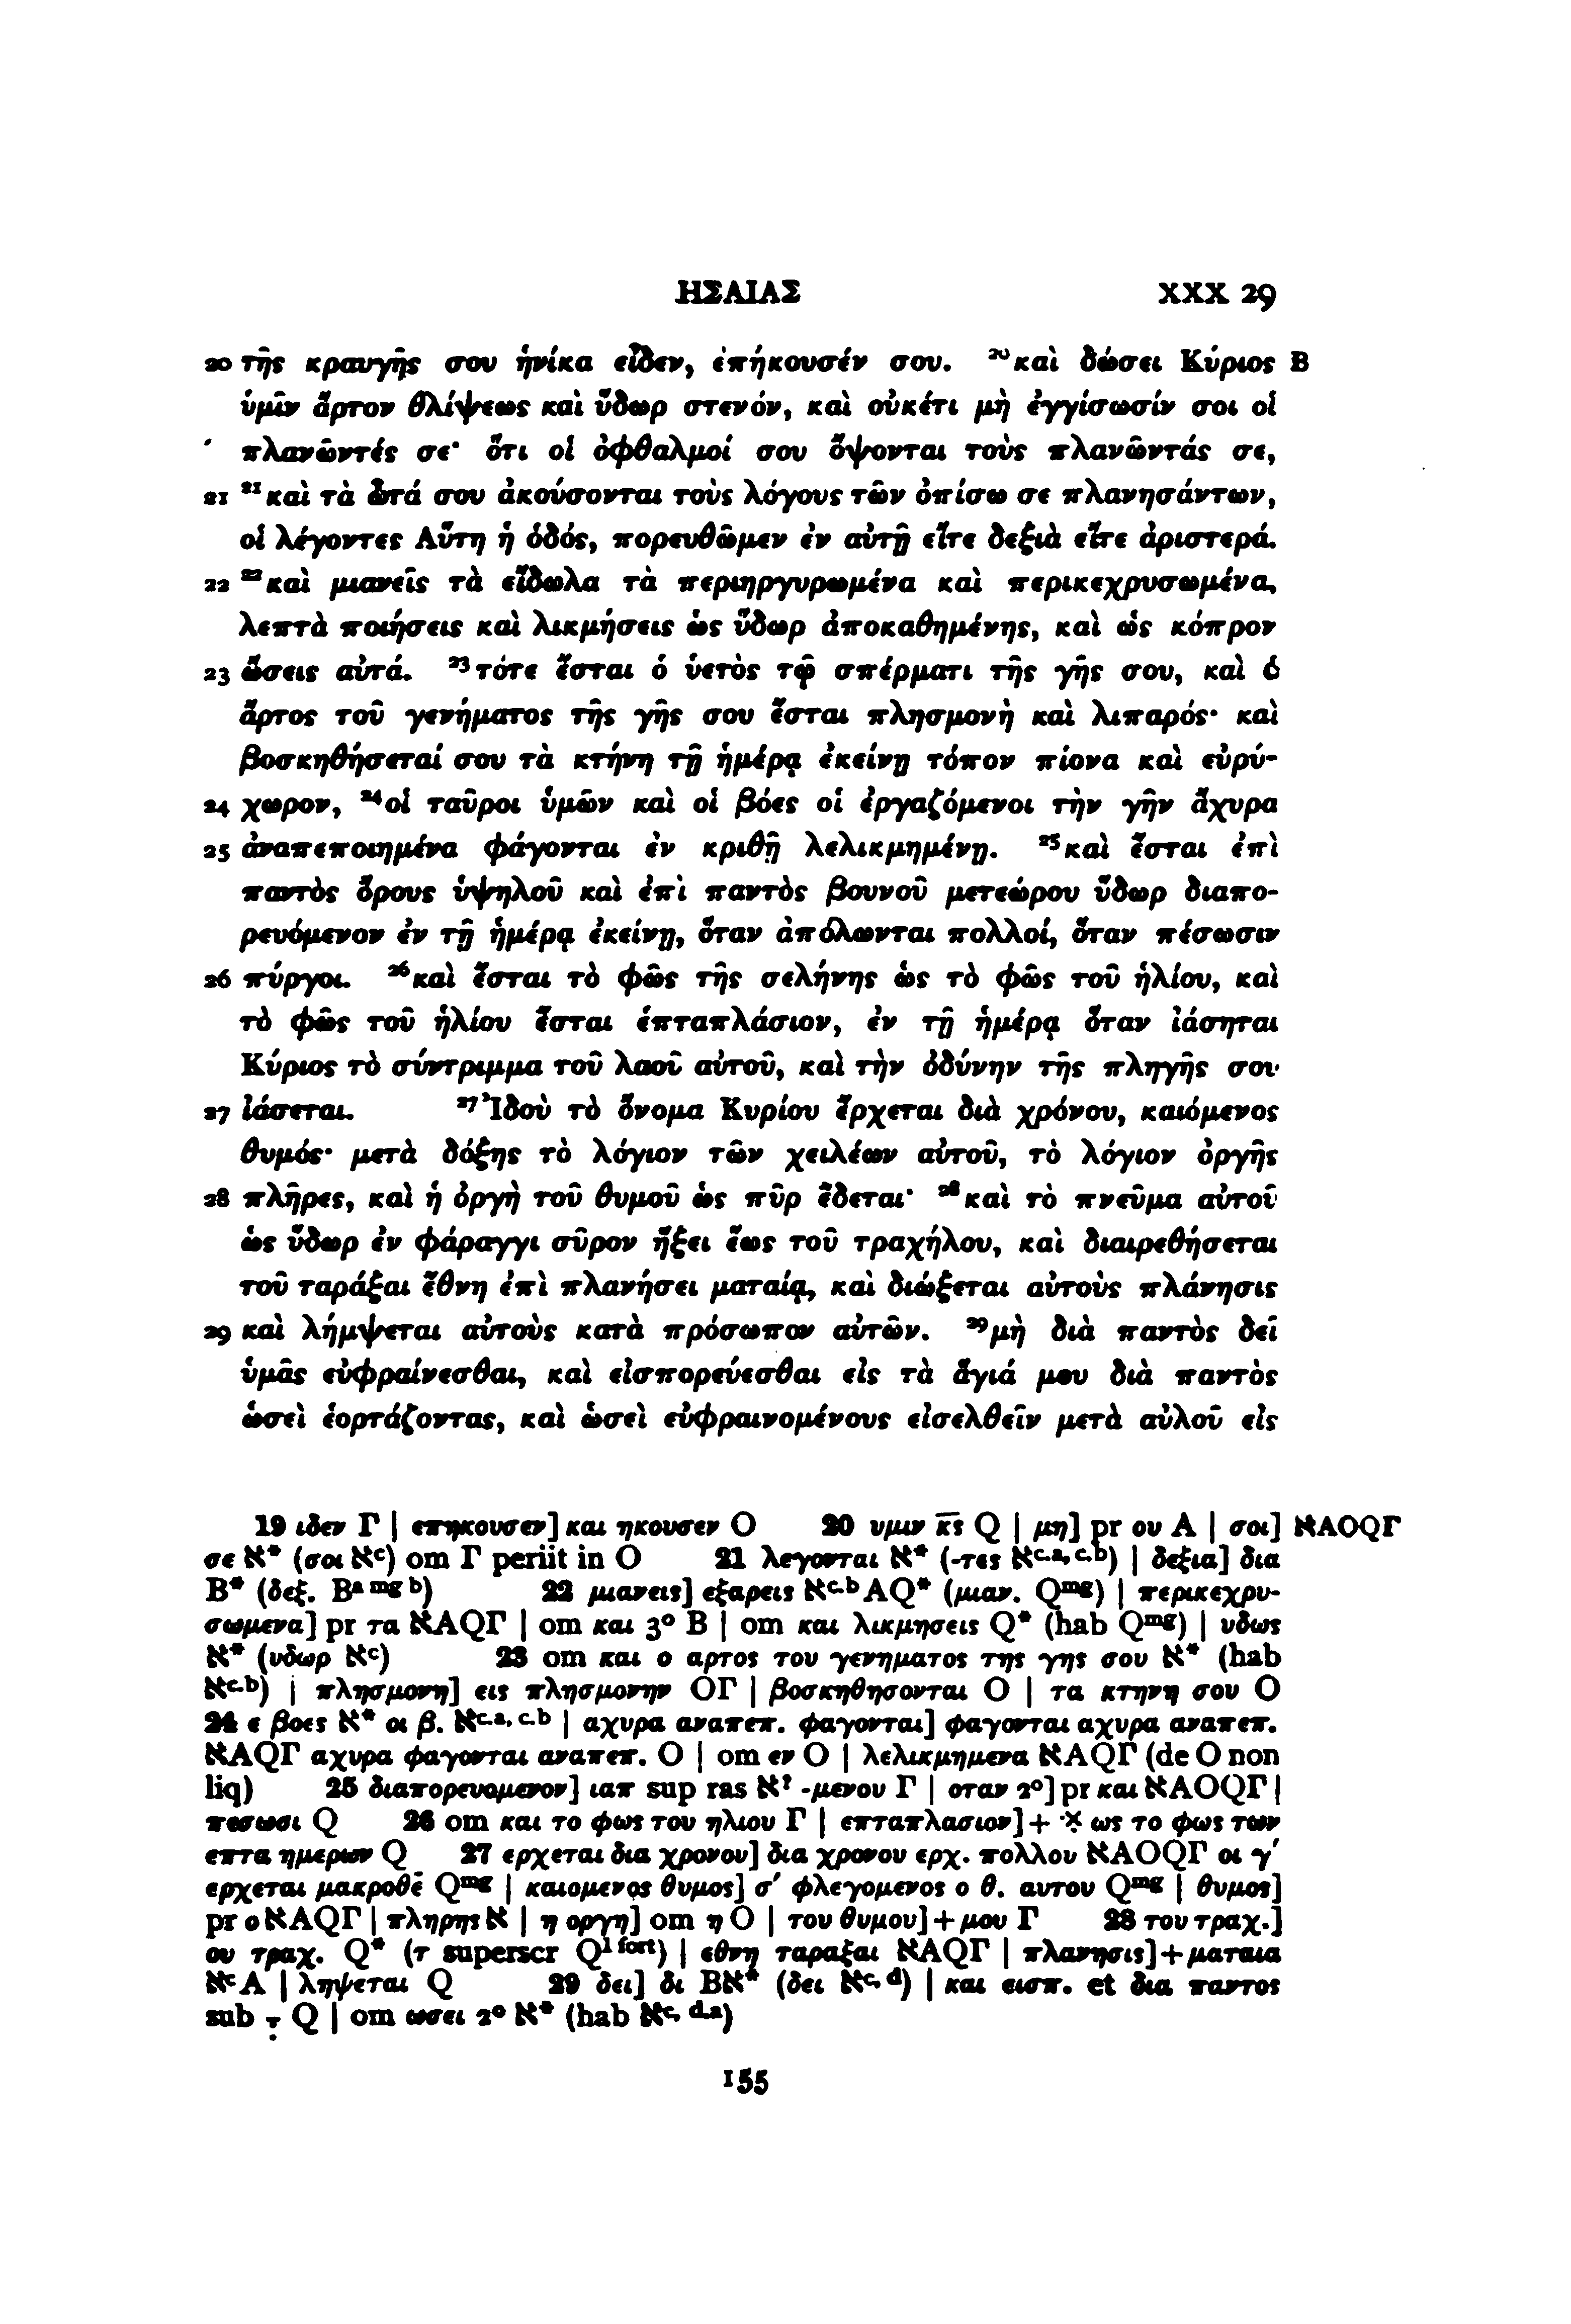 ΗΣΑΙΑΣ XXX 29
20 τῆς κραυγῆς σου ἡνίκα εἶδεν, ἐπήκουσέν σου. ²⁰καὶ δώσει Κύριος B
ὑμῖν ἄρτον θλίψεως καὶ ὕδωρ στενόν, καὶ οὐκέτι μὴ ἐγγίσωσίν σοι οἱ
πλανῶντές σε· ὅτι οἱ ὀφθαλμοί σου ὄψονται τοὺς πλανῶντάς σε,
21 ²¹καὶ τὰ ὦτά σου ἀκούσονται τοὺς λόγους τῶν ὀπίσω σε πλανησάντων,
οἱ λέγοντες Αὕτη ἡ ὁδός, πορευθῶμεν ἐν αὐτῇ εἴτε δεξιὰ εἴτε ἀριστερά.
22 ²²καὶ μιανεῖς τὰ εἴδωλα τὰ περιηργυρωμένα καὶ περικεχρυσωμένα,
λεπτὰ ποιήσεις καὶ λικμήσεις ὡς ὕδωρ ἀποκαθημένης, καὶ ὡς κόπρον
23 ὤσεις αὐτά. ²³τότε ἔσται ὁ ὑετὸς τῷ σπέρματι τῆς γῆς σου, καὶ ὁ
ἄρτος τοῦ γενήματος τῆς γῆς σου ἔσται πλησμονὴ καὶ λιπαρός· καὶ
βοσκηθήσεταί σου τὰ κτήνη τῇ ἡμέρᾳ ἐκείνῃ τόπον πίονα καὶ εὐρύ-
24 χωρον, ²⁴οἱ ταῦροι ὑμῶν καὶ οἱ βόες οἱ ἐργαζόμενοι τὴν γῆν ἄχυρα
25 ἀναπεποιημένα φάγονται ἐν κριθῇ λελικμημένῃ. ²⁵καὶ ἔσται ἐπὶ
παντὸς ὄρους ὑψηλοῦ καὶ ἐπὶ παντὸς βουνοῦ μετεώρου ὕδωρ διαπο-
ρευόμενον ἐν τῇ ἡμέρᾳ ἐκείνῃ, ὅταν ἀπόλωνται πολλοί, ὅταν πέσωσιν
26 πύργοι. ²⁶καὶ ἔσται τὸ φῶς τῆς σελήνης ὡς τὸ φῶς τοῦ ἡλίου, καὶ
τὸ φῶς τοῦ ἡλίου ἔσται ἑπταπλάσιον, ἐν τῇ ἡμέρᾳ ὅταν ἰάσηται
Κύριος τὸ σύντριμμα τοῦ λαοῦ αὐτοῦ, καὶ τὴν ὀδύνην τῆς πληγῆς σου
27 ἰάσεται. ²⁷Ἰδοὺ τὸ ὄνομα Κυρίου ἔρχεται διὰ χρόνου, καιόμενος
θυμός· μετὰ δόξης τὸ λόγιον τῶν χειλέων αὐτοῦ, τὸ λόγιον ὀργῆς
28 πλῆρες, καὶ ἡ ὀργὴ τοῦ θυμοῦ ὡς πῦρ ἔδεται· ²⁸καὶ τὸ πνεῦμα αὐτοῦ
ὡς ὕδωρ ἐν φάραγγι σῦρον ἥξει ἕως τοῦ τραχήλου, καὶ διαιρεθήσεται
τοῦ ταράξαι ἔθνη ἐπὶ πλανήσει ματαίᾳ, καὶ διώξεται αὐτοὺς πλάνησις
29 καὶ λήμψεται αὐτοὺς κατὰ πρόσωπον αὐτῶν. ²⁹μὴ διὰ παντὸς δεῖ
ὑμᾶς εὐφραίνεσθαι, καὶ εἰσπορεύεσθαι εἰς τὰ ἅγιά μου διὰ παντὸς
ὡσεὶ ἑορτάζοντας, καὶ ὡσεὶ εὐφραινομένους εἰσελθεῖν μετὰ αὐλοῦ εἰς
19 ιδεν Γ | επηκουσεν] και ηκουσεν O 20 υμιν κ̅ς̅ Q | μη] pr ου A | σοι] אAOQΓ
σε א* (σοι אᶜ) om Γ periit in O 21 λεγονται א* (-τες אᶜ·ᵃ, ᶜ·ᵇ) | δεξια] δια
B* (δεξ. Bᵃ ᵐᵍ ᵇ) 22 μιανεις] εξαρεις אᶜ·ᵇ AQ* (μιαν. Qᵐᵍ) | περικεχρυ-
σωμενα] pr τα אAQΓ | om και 3° B | om και λικμησεις Q* (hab Qᵐᵍ) | υδως
א* (υδωρ אᶜ) 23 om και ο αρτος του γενηματος της γης σου א* (hab
אᶜ·ᵇ) | πλησμονη] εις πλησμονην OΓ | βοσκηθησονται O | τα κτηνη σου O
24 ε βοες א* οι β. אᶜ·ᵃ, ᶜ·ᵇ | αχυρα αναπεπ. φαγονται] φαγονται αχυρα αναπεπ.
אAQΓ αχυρα φαγονται αναπεπ. O | om εν O | λελικμημενα אAQΓ (de O non
liq) 25 διαπορευομενον] ιαπ sup ras א? -μενου Γ | οταν 2°] pr και אAOQΓ |
πεσωσι Q 26 om και το φως του ηλιου Γ | επταπλασιον] + ※ ως το φως των
επτα ημερων Q 27 ερχεται δια χρονου] δια χρονου ερχ. πολλου אAOQΓ οι γ′
ερχεται μακροθε̅ Qᵐᵍ | καιομενος θυμος] σ′ φλεγομενος ο θ. αυτου Qᵐᵍ | θυμος]
pr ο אAQΓ | πληρης א | η οργη] om η O | του θυμου] + μου Γ 28 του τραχ.]
ου τραχ. Q* (τ superscr Q¹ ᶠᵒʳᵗ) | εθνη ταραξαι אAQΓ | πλανησις] + ματαια
אᶜ A | ληψεται Q 29 δει] δι Bא* (δει אᶜ·ᵈ) | και εισπ. et δια παντος
sub ⨪ Q | om ωσει 2° א* (hab אᶜ·ᵈ·ᵃ)
155